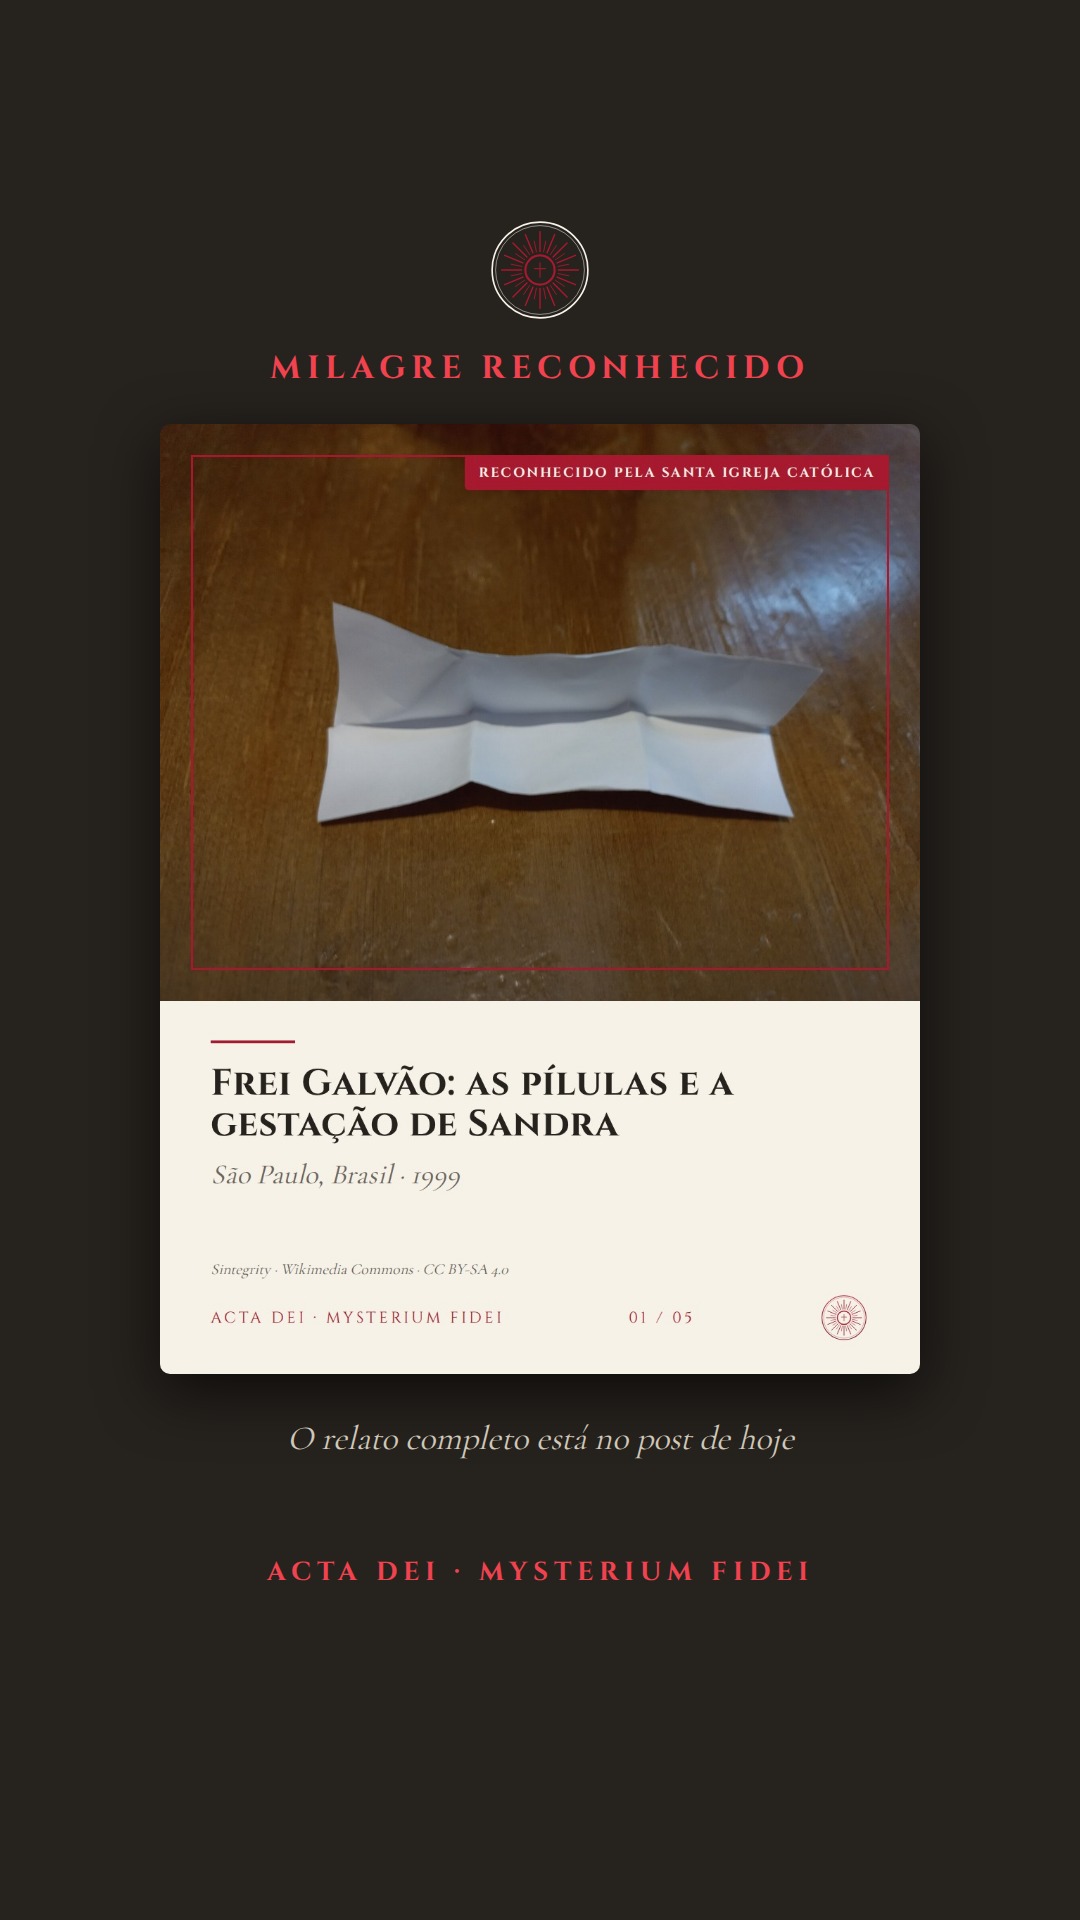 MILAGRE RECONHECIDO
RECONHECIDO PELA SANTA IGREJA CATÓLICA
Frei Galvão: as pílulas e a
gestação de Sandra
São Paulo, Brasil · 1999
Sintegrity · Wikimedia Commons · CC BY-SA 4.0
ACTA DEI · MYSTERIUM FIDEI
01 / 05
O relato completo está no post de hoje
ACTA DEI · MYSTERIUM FIDEI